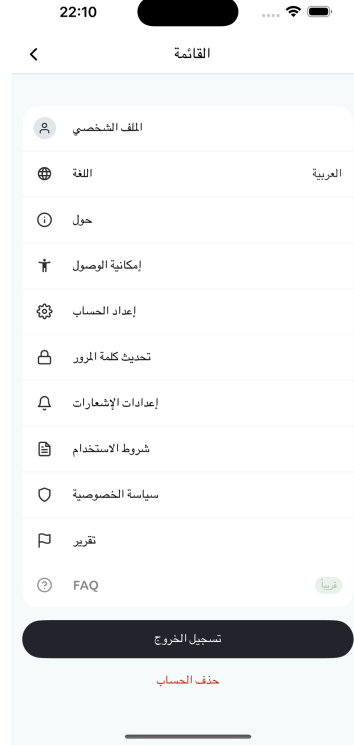 22:10
القائمة
الملف الشخصي
اللغة العربية
حول
إمكانية الوصول
إعداد الحساب
تحديث كلمة المرور
إعدادات الإشعارات
شروط الاستخدام
سياسة الخصوصية
تقرير
FAQ قريباً
تسجيل الخروج
حذف الحساب